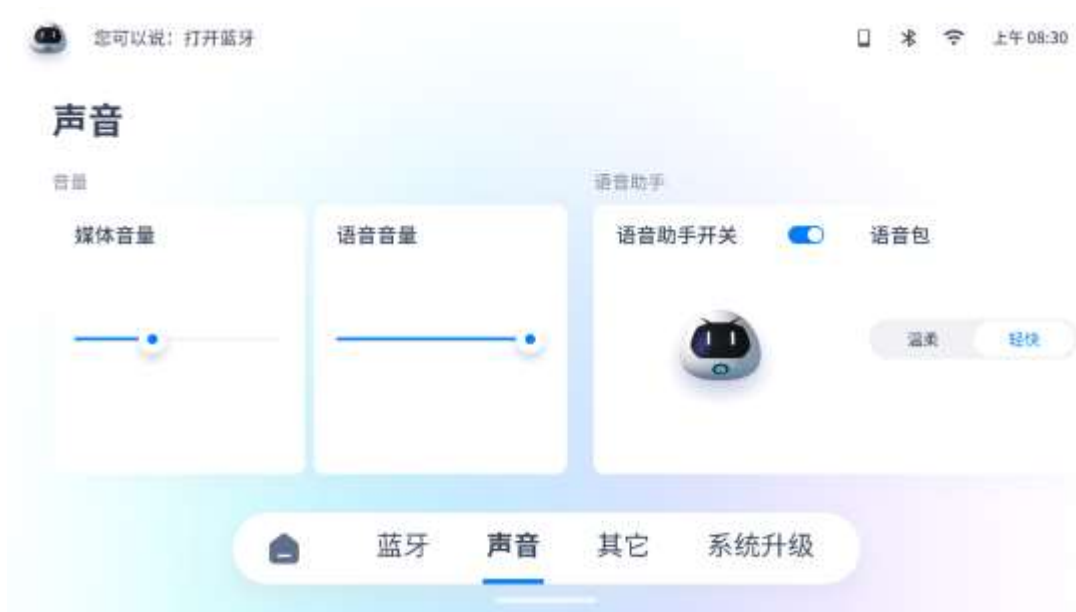 您可以说：打开蓝牙
上午 08:30
声音
音量
语音助手
媒体音量
语音音量
语音助手开关
语音包
温柔
轻快
蓝牙
声音
其它
系统升级